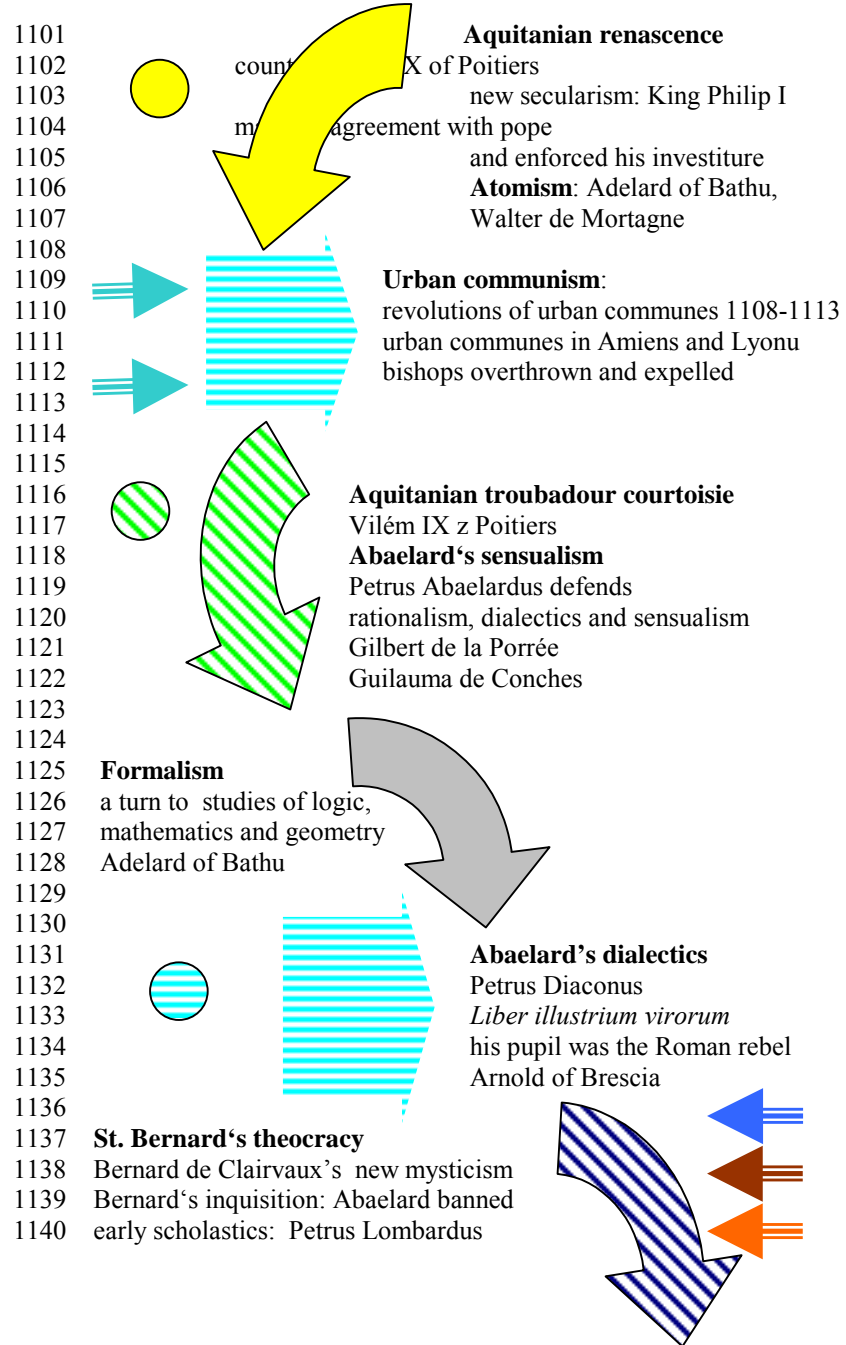 1101 Aquitanian renascence
1102 count X of Poitiers
1103 new secularism: King Philip I
1104 agreement with pope
1105 and enforced his investiture
1106 Atomism: Adelard of Bathu,
1107 Walter de Mortagne
1108
1109 Urban communism:
1110 revolutions of urban communes 1108-1113
1111 urban communes in Amiens and Lyonu
1112 bishops overthrown and expelled
1113
1114
1115
1116 Aquitanian troubadour courtoisie
1117 Vilém IX z Poitiers
1118 Abaelard‘s sensualism
1119 Petrus Abaelardus defends
1120 rationalism, dialectics and sensualism
1121 Gilbert de la Porrée
1122 Guilauma de Conches
1123
1124
1125 Formalism
1126 a turn to studies of logic,
1127 mathematics and geometry
1128 Adelard of Bathu
1129
1130
1131 Abaelard’s dialectics
1132 Petrus Diaconus
1133 Liber illustrium virorum
1134 his pupil was the Roman rebel
1135 Arnold of Brescia
1136
1137 St. Bernard‘s theocracy
1138 Bernard de Clairvaux’s new mysticism
1139 Bernard‘s inquisition: Abaelard banned
1140 early scholastics: Petrus Lombardus